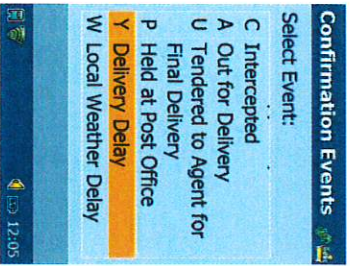 Confirmation Events
Select Event:
C Intercepted
A Out for Delivery
U Tendered to Agent for
Final Delivery
P Held at Post Office
Y Delivery Delay
W Local Weather Delay
12:05